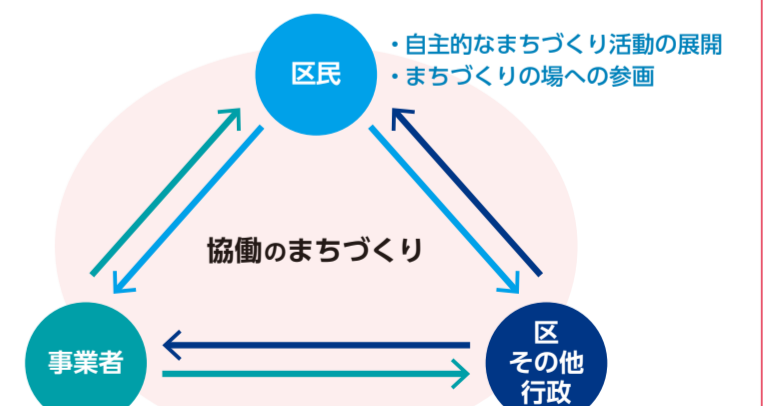 区民
・自主的なまちづくり活動の展開
・まちづくりの場への参画
協働のまちづくり
事業者
区
その他
行政